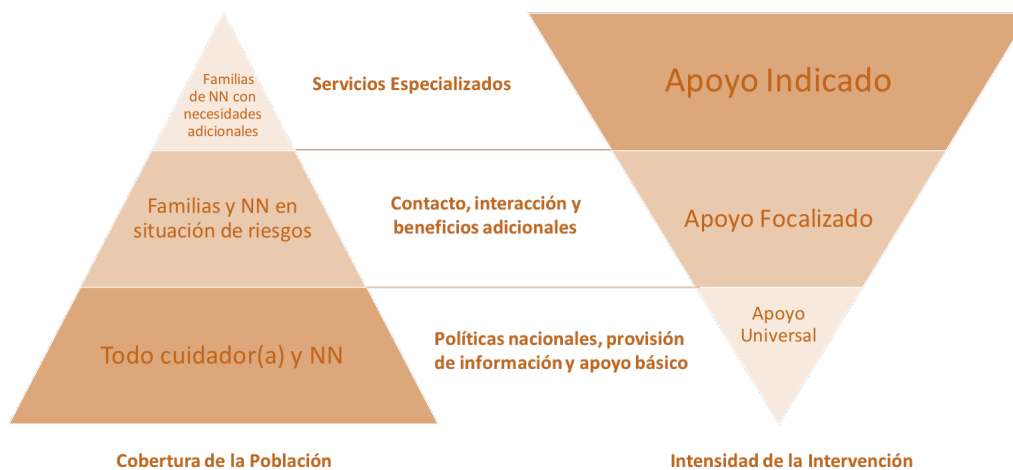 Familias
de NN con
necesidades
adicionales
Servicios Especializados
Apoyo Indicado
Familias y NN en
situación de riesgos
Contacto, interacción y
beneficios adicionales
Apoyo Focalizado
Todo cuidador(a) y NN
Políticas nacionales, provisión
de información y apoyo básico
Apoyo
Universal
Cobertura de la Población
Intensidad de la Intervención